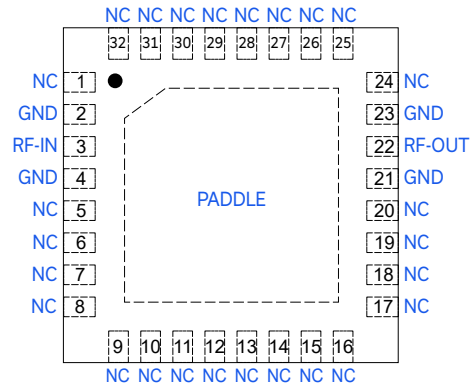 NC NC NC NC NC NC NC NC
32 31 30 29 28 27 26 25
NC 1 24 NC
GND 2 23 GND
RF-IN 3 22 RF-OUT
GND 4 21 GND
NC 5 20 NC
PADDLE
NC 6 19 NC
NC 7 18 NC
NC 8 17 NC
9 10 11 12 13 14 15 16
NC NC NC NC NC NC NC NC